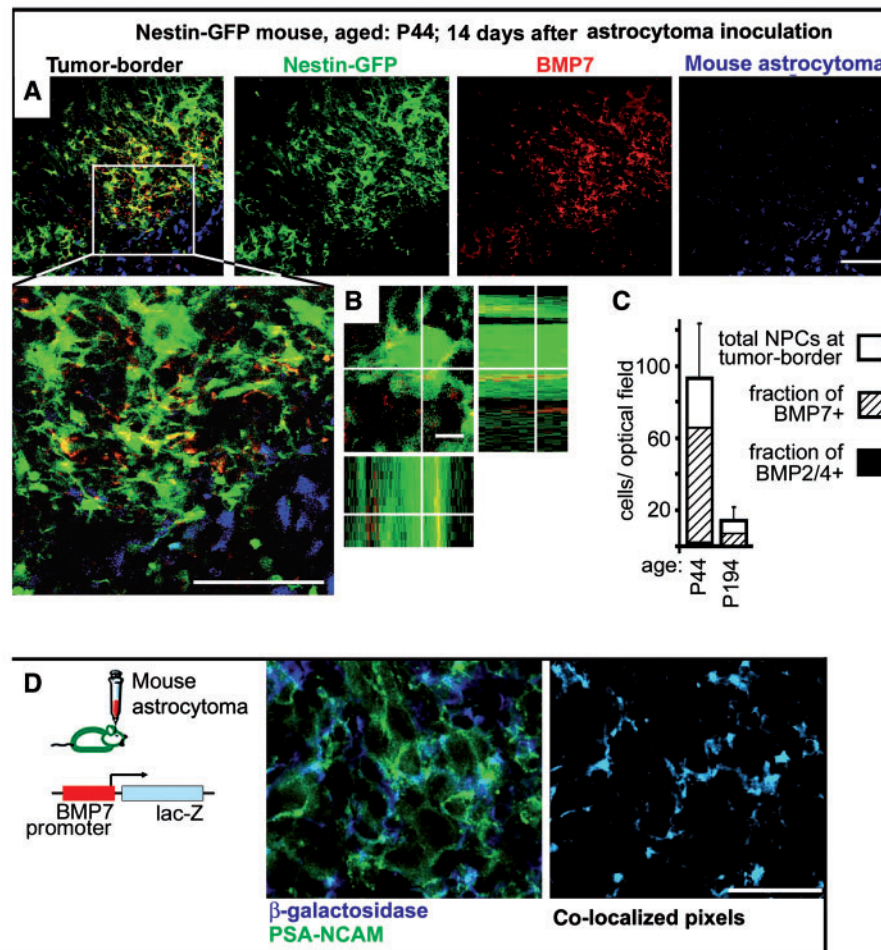 Nestin-GFP mouse, aged: P44; 14 days after astrocytoma inoculation
Tumor-border
Nestin-GFP
BMP7
Mouse astrocytoma
A
B
C
100
60
20
cells/ optical field
age:
P44
P194
total NPCs at
tumor-border
fraction of
BMP7+
fraction of
BMP2/4+
D
Mouse
astrocytoma
BMP7
promoter
lac-Z
β-galactosidase
PSA-NCAM
Co-localized pixels